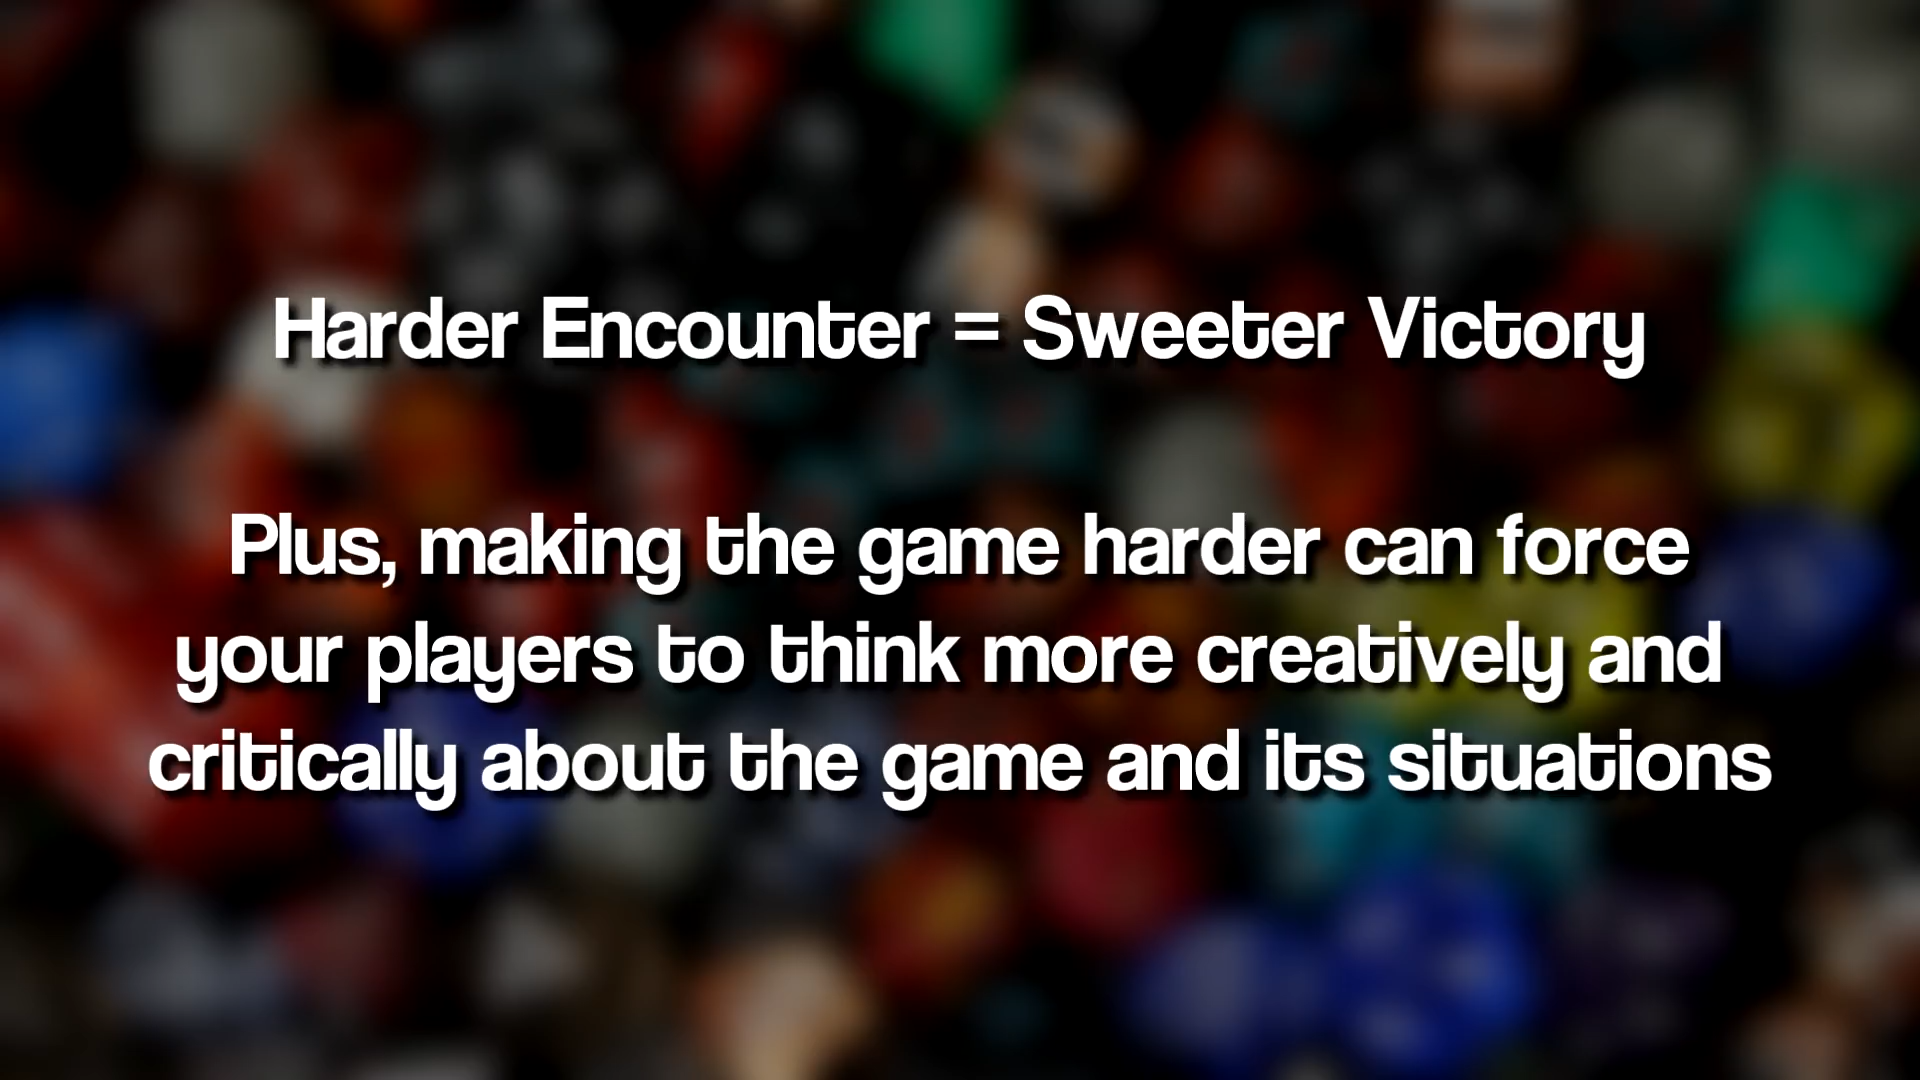 Harder Encounter = Sweeter Victory
Plus, making the game harder can force
your players to think more creatively and
critically about the game and its situations